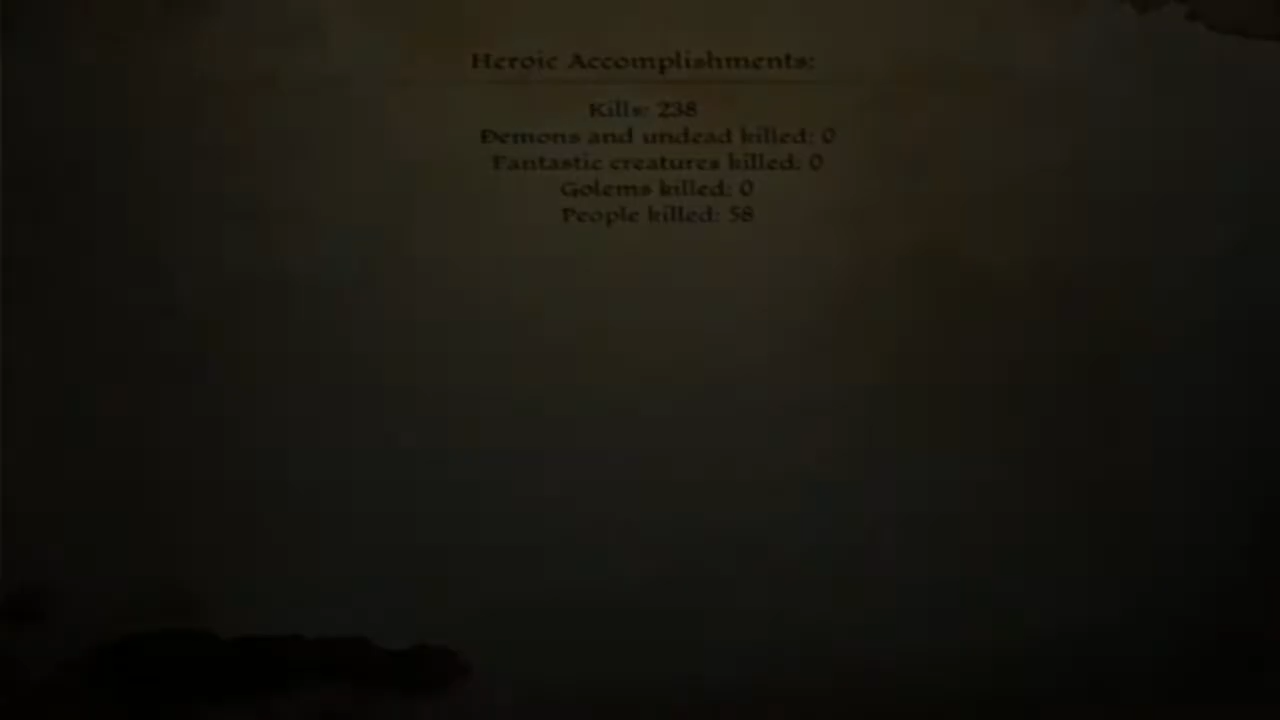 Heroic Accomplishments:
Kills: 238
Demons and undead killed: 0
Fantastic creatures killed: 0
Golems killed: 0
People killed: 58